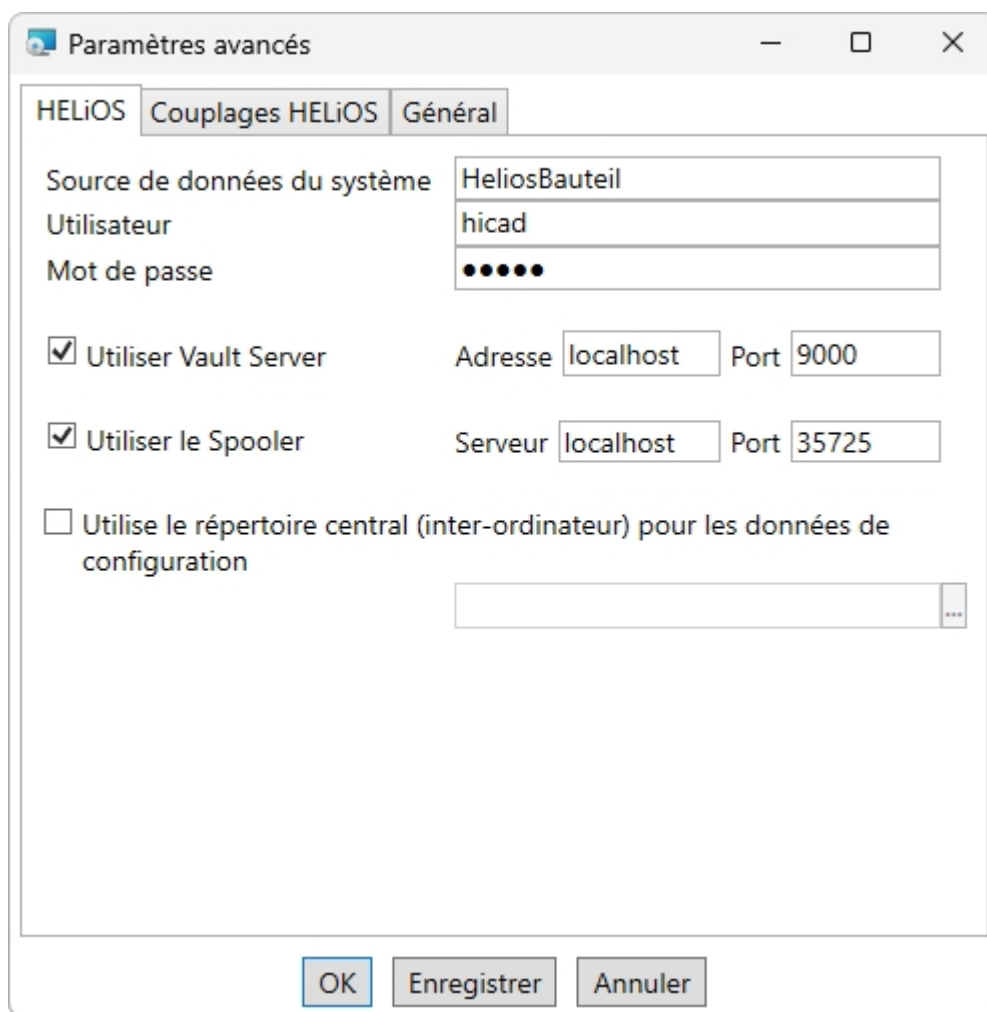 Paramètres avancés
HELiOS Couplages HELiOS Général
Source de données du système HeliosBauteil
Utilisateur hicad
Mot de passe ●●●●●
Utiliser Vault Server Adresse localhost Port 9000
Utiliser le Spooler Serveur localhost Port 35725
Utilise le répertoire central (inter-ordinateur) pour les données de
configuration
...
OK Enregistrer Annuler